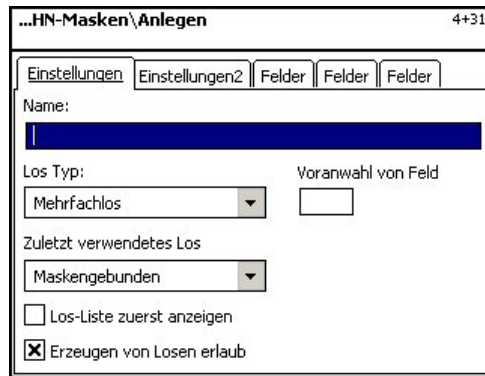 ...HN-Masken\Anlegen 4+31
Einstellungen Einstellungen2 Felder Felder Felder
Name:
Los Typ: Voranwahl von Feld
Mehrfachlos
Zuletzt verwendetes Los
Maskengebunden
Los-Liste zuerst anzeigen
Erzeugen von Losen erlaub